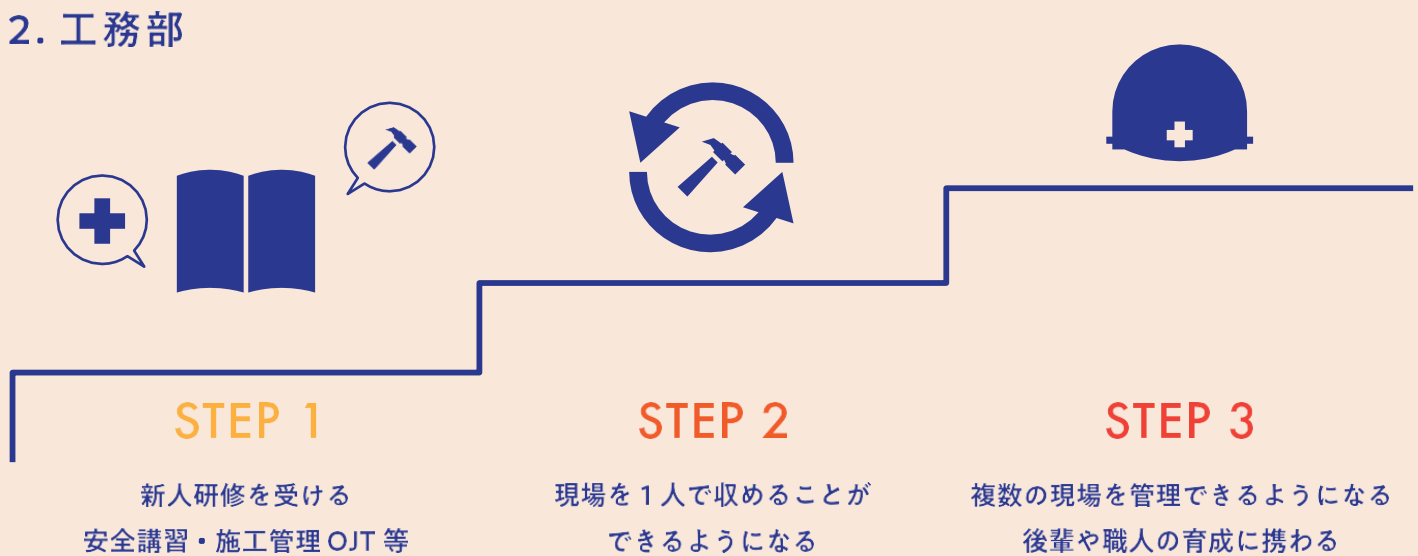 2. 工務部
STEP 1
新人研修を受ける
安全講習・施工管理 OJT 等
STEP 2
現場を 1 人で収めることが
できるようになる
STEP 3
複数の現場を管理できるようになる
後輩や職人の育成に携わる